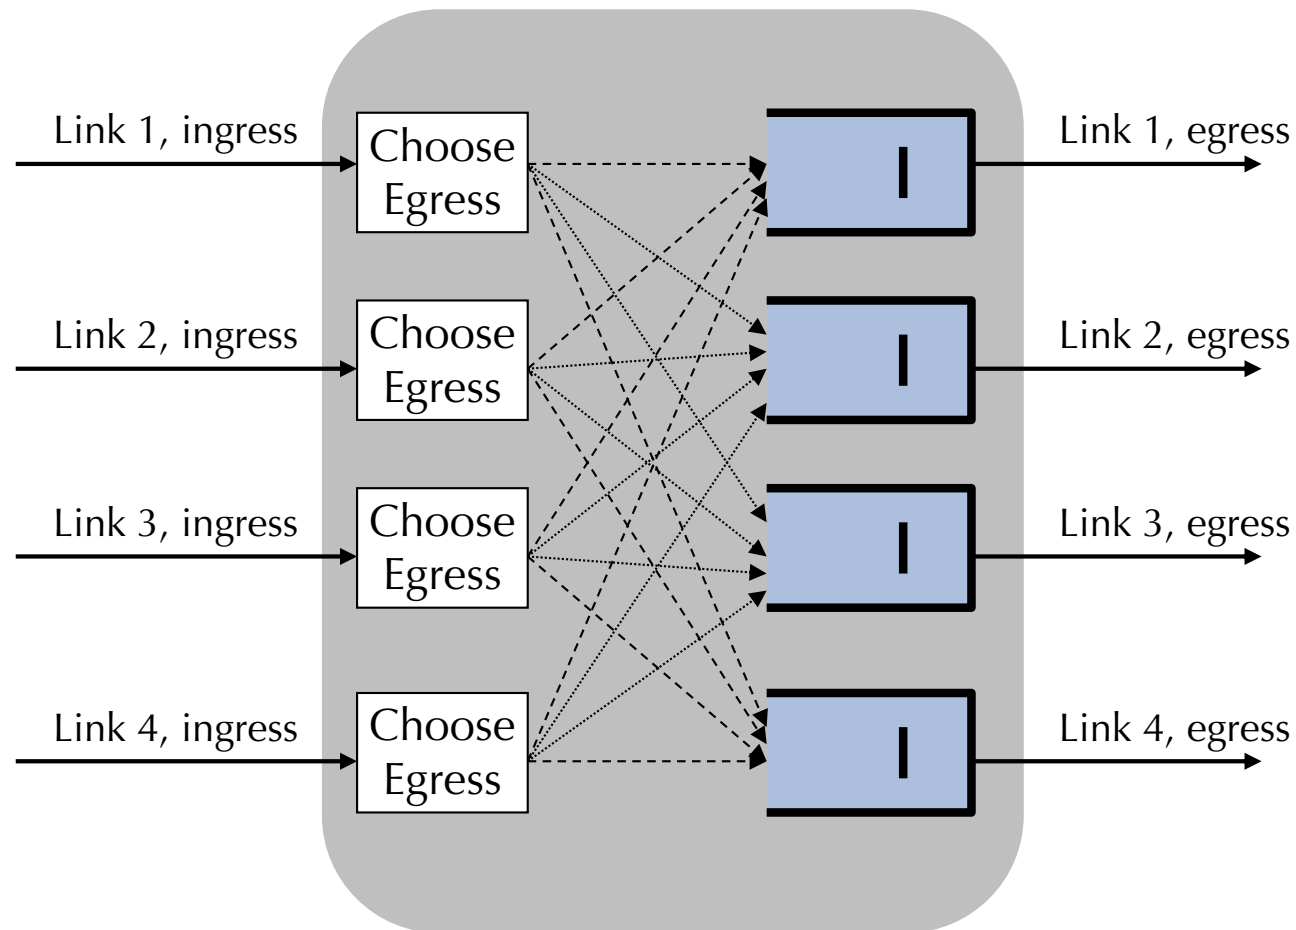 Link 1, ingress
Choose
Egress
Link 1, egress
Link 2, ingress
Choose
Egress
Link 2, egress
Link 3, ingress
Choose
Egress
Link 3, egress
Link 4, ingress
Choose
Egress
Link 4, egress